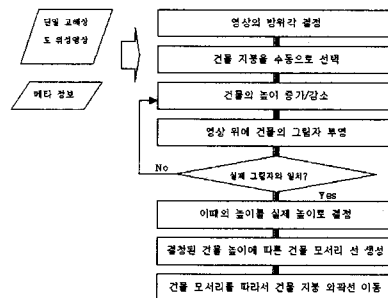 단일 고해상
도 위성영상
메타 정보
영상의 방위각 결정
건물 지붕을 수동으로 선택
건물의 높이 증가/감소
영상 위에 건물의 그림자 투영
No
실제 그림자와 일치?
Yes
이때의 높이를 실제 높이로 결정
결정된 건물 높이에 따른 건물 모서리 선 생성
건물 모서리를 따라서 건물 지붕 외곽선 이동